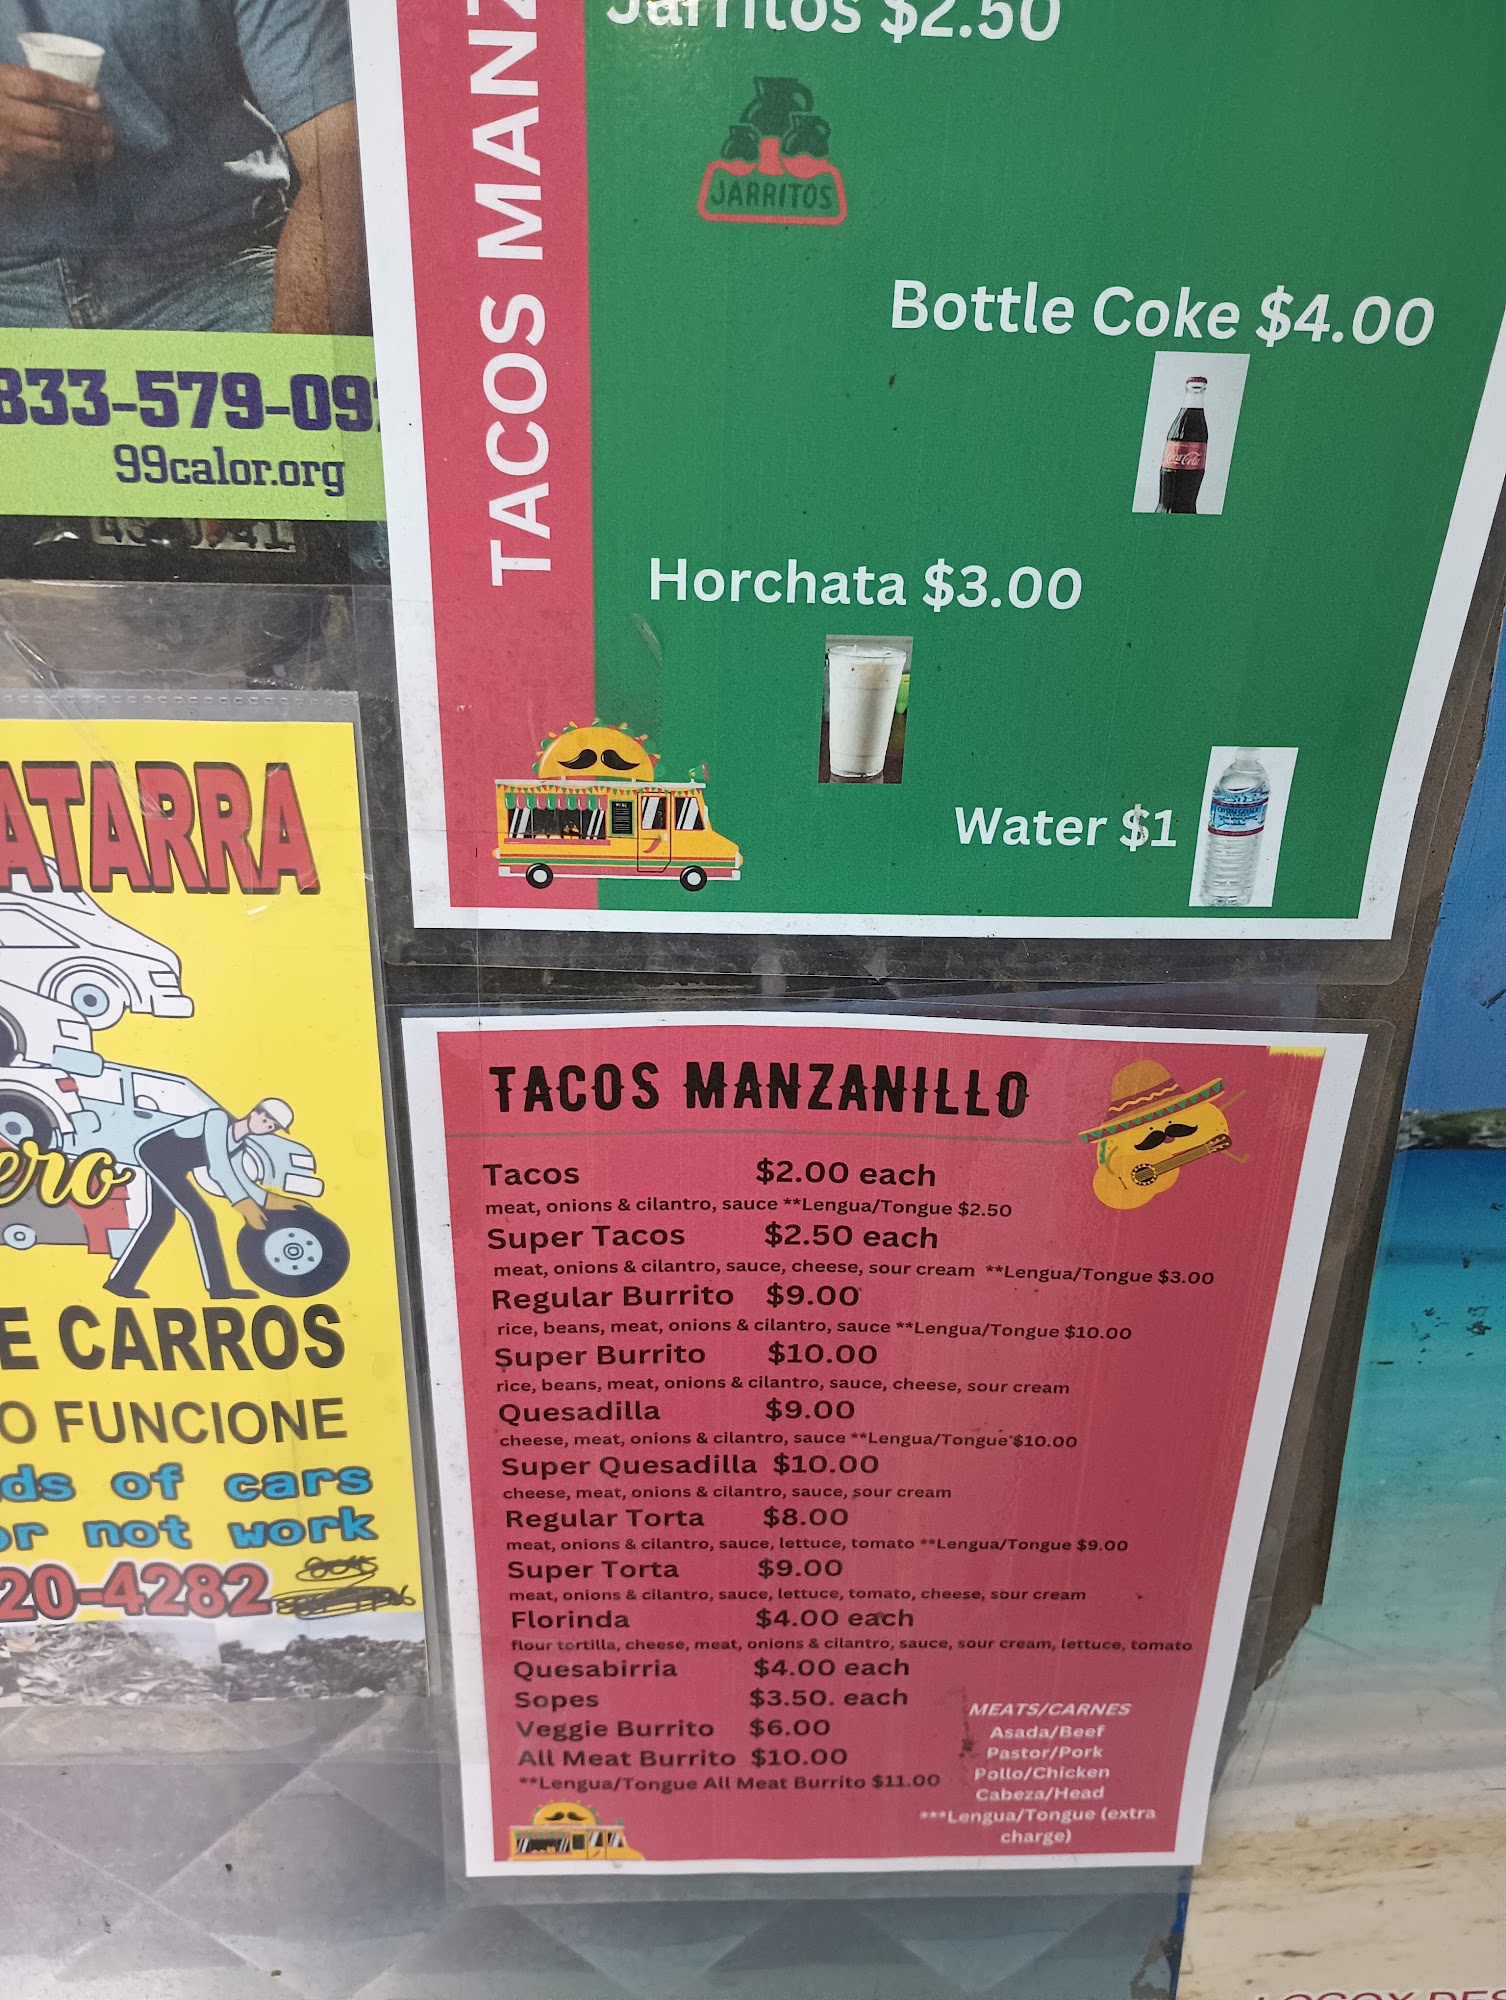 Jarritos $2.50
JARRITOS
TACOS
Bottle Coke $4.00
Coca-Cola
Horchata $3.00
Water $1
CRYSTAL GEYSER
99calor.org
CARROS
FUNCIONE
of cars
not work
TACOS MANZANILLO
Tacos $2.00 each
meat, onions & cilantro, sauce **Lengua/Tongue $2.50
Super Tacos $2.50 each
meat, onions & cilantro, sauce, cheese, sour cream **Lengua/Tongue $3.00
Regular Burrito $9.00
rice, beans, meat, onions & cilantro, sauce **Lengua/Tongue $10.00
Super Burrito $10.00
rice, beans, meat, onions & cilantro, sauce, cheese, sour cream
Quesadilla $9.00
cheese, meat, onions & cilantro, sauce **Lengua/Tongue $10.00
Super Quesadilla $10.00
cheese, meat, onions & cilantro, sauce, sour cream
Regular Torta $8.00
meat, onions & cilantro, sauce, lettuce, tomato **Lengua/Tongue $9.00
Super Torta $9.00
meat, onions & cilantro, sauce, lettuce, tomato, cheese, sour cream
Florinda $4.00 each
flour tortilla, cheese, meat, onions & cilantro, sauce, sour cream, lettuce, tomato
Quesabirria $4.00 each
Sopes $3.50. each
Veggie Burrito $6.00
All Meat Burrito $10.00
**Lengua/Tongue All Meat Burrito $11.00
MEATS/CARNES
Asada/Beef
Pastor/Pork
Pollo/Chicken
Cabeza/Head
***Lengua/Tongue (extra
charge)